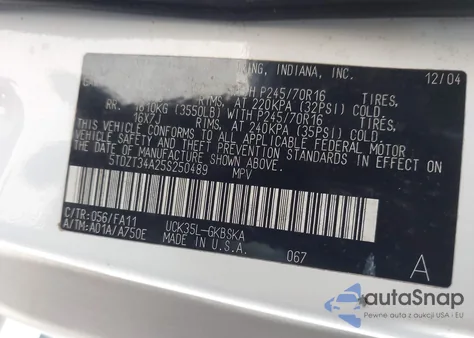 ING, INDIANA, INC. 12/04
H P245/70R16 TIRES,
RIMS, AT 220KPA (32PSI) COLD
RR. 1610KG (3550LB) WITH P245/70R16 TIRES,
16X7J RIMS, AT 240KPA (35PSI) COLD
THIS VEHICLE CONFORMS TO ALL APPLICABLE FEDERAL MOTOR
VEHICLE SAFETY AND THEFT PREVENTION STANDARDS IN
EFFECT ON THE DATE OF MANUFACTURE SHOWN ABOVE.
5TDZT34A25S250489 MPV
C/TR: 056/FA11 UCK35L-GKBSKA
A/TM: A01A/A750E MADE IN U.S.A. 067 A
autaSnap
Pewne auta z aukcji USA i EU